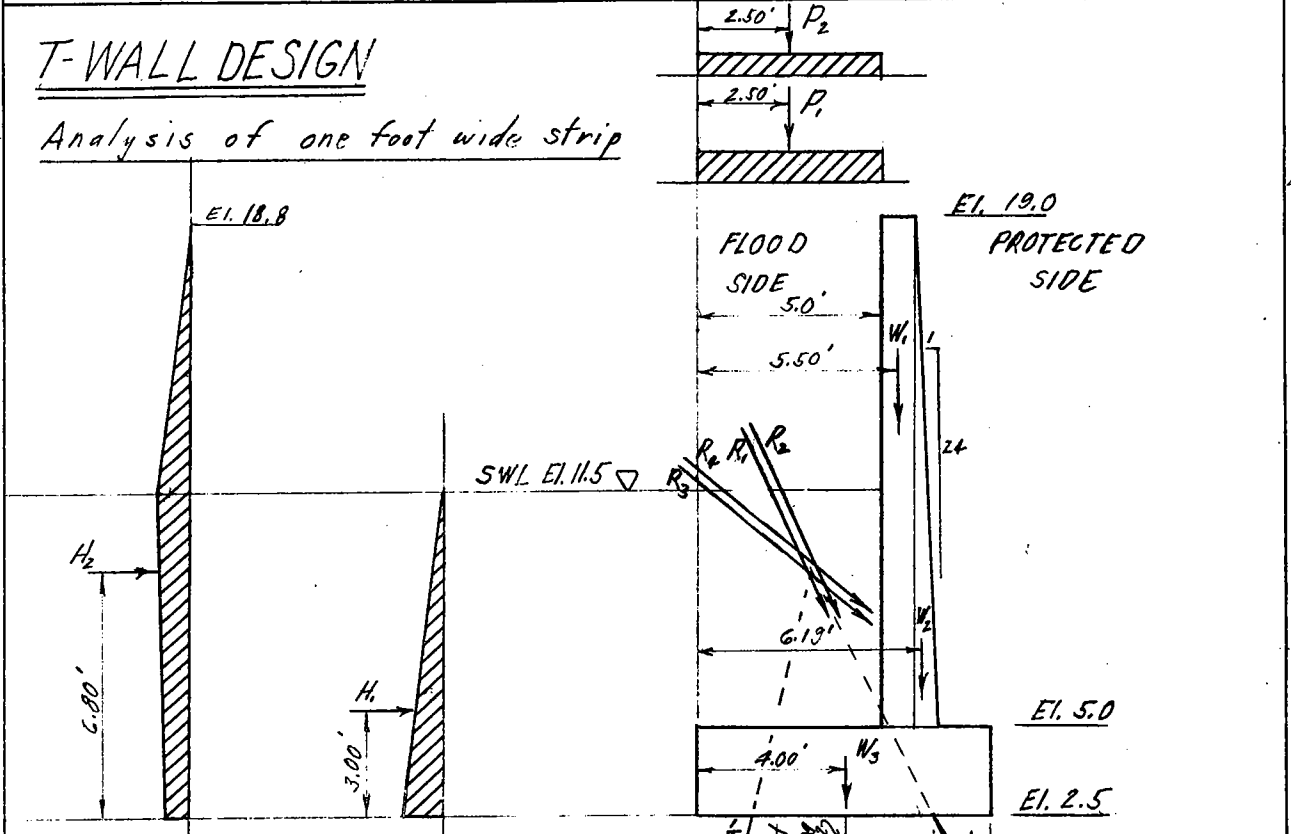 2.50' P2
T-WALL DESIGN
2.50' P1
Analysis of one foot wide strip
El. 18.8
El. 19.0
FLOOD
SIDE
PROTECTED
SIDE
5.0'
W1 1
5.50'
24
R3 R4 R1 R2
SWL El. 11.5
H2
6.19' W2
6.80'
H1
3.00'
El. 5.0
4.00' W3
El. 2.5